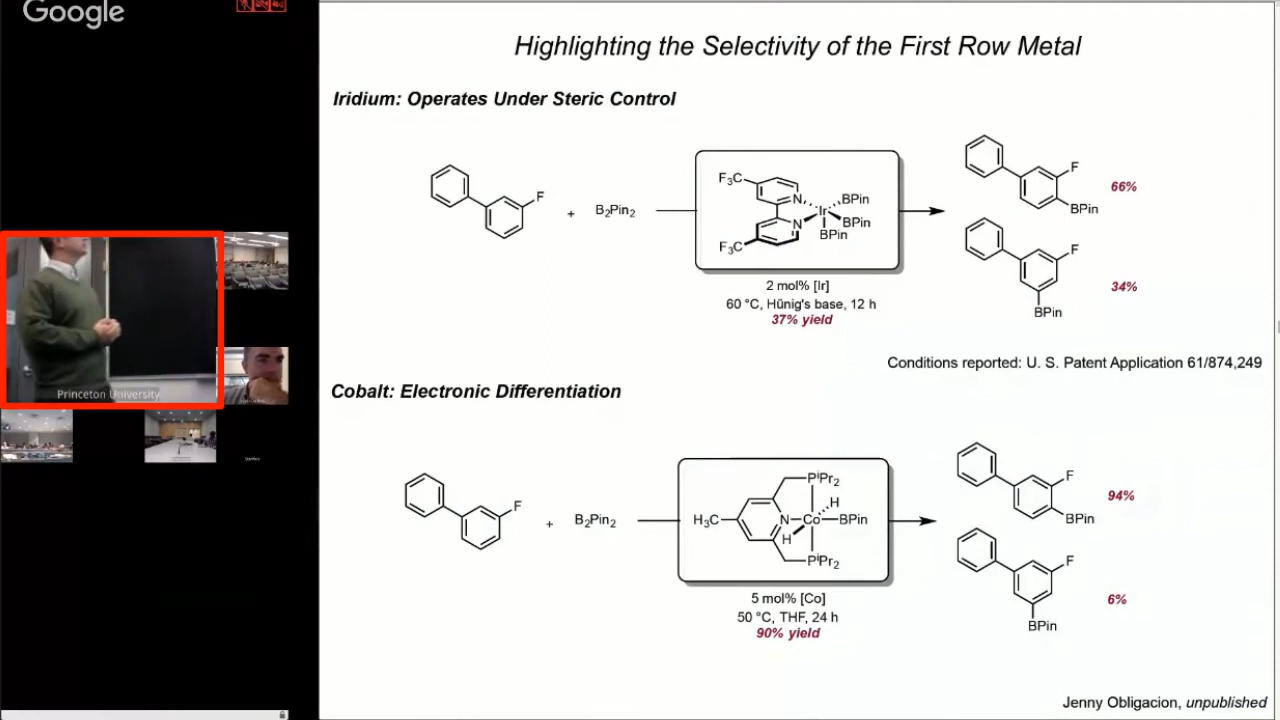 Google
Highlighting the Selectivity of the First Row Metal
Iridium: Operates Under Steric Control
F
+
B2Pin2
F3C
F3C
N
N
Ir
BPin
BPin
BPin
2 mol% [Ir]
60 °C, Hünig's base, 12 h
37% yield
F
BPin
66%
F
BPin
34%
Conditions reported: U. S. Patent Application 61/874,249
Cobalt: Electronic Differentiation
F
+
B2Pin2
H3C
N
PiPr2
H
Co
BPin
H
PiPr2
5 mol% [Co]
50 °C, THF, 24 h
90% yield
F
BPin
94%
F
BPin
6%
Jenny Obligacion, unpublished
Princeton University